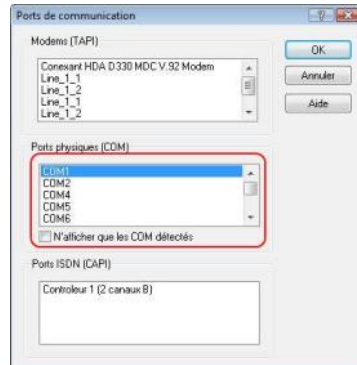 Ports de communication
Modems (TAPI)
Conexant HDA D330 MDC V.92 Modem
Line_1_1
Line_1_2
Line_1_1
Line_1_2
OK
Annuler
Aide
Ports physiques (COM)
COM1
COM2
COM4
COM5
COM6
N'afficher que les COM détectés
Ports ISDN (CAPI)
Controleur 1 (2 canaux B)